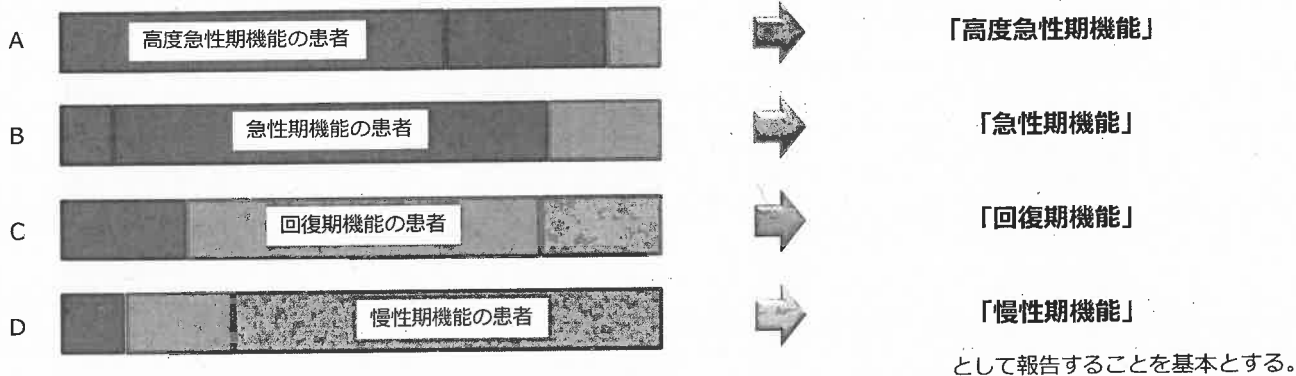 A 高度急性期機能の患者 「高度急性期機能」
B 急性期機能の患者 「急性期機能」
C 回復期機能の患者 「回復期機能」
D 慢性期機能の患者 「慢性期機能」
として報告することを基本とする。